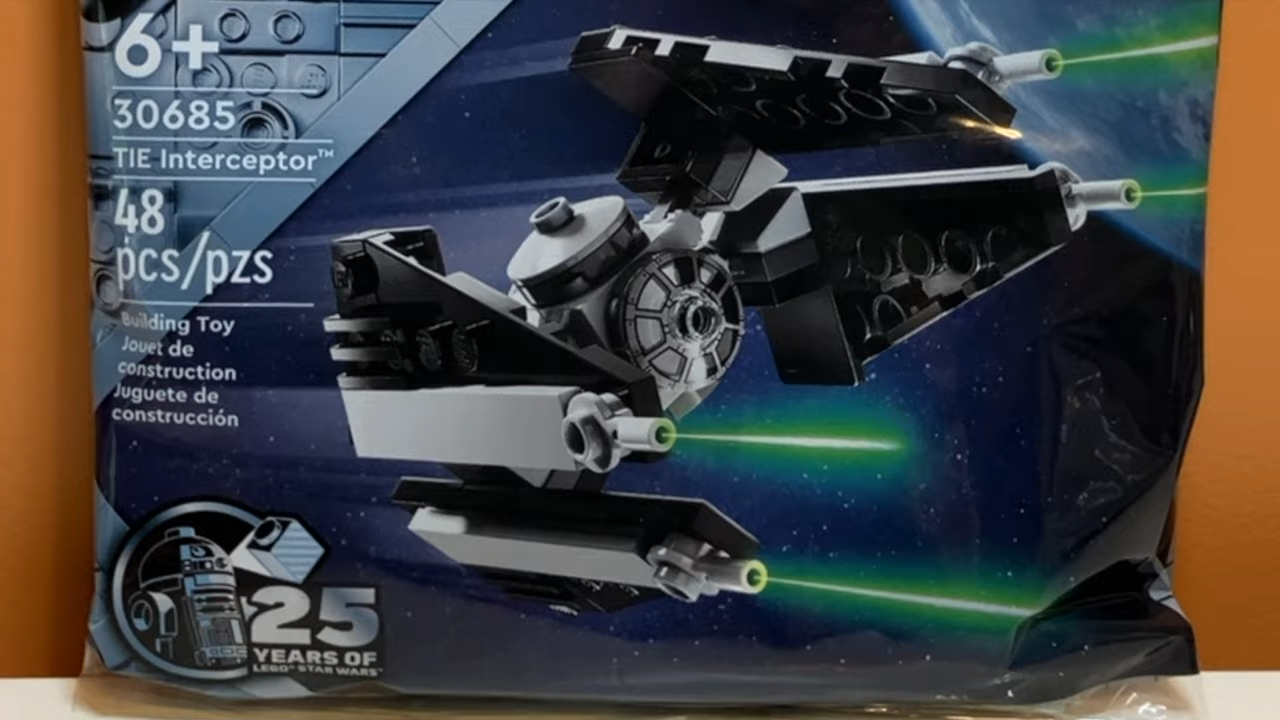 6+
30685
TIE Interceptor™
48
pcs/pzs
Building Toy
Jouet de
construction
Juguete de
construcción
25
YEARS OF
LEGO® STAR WARS™